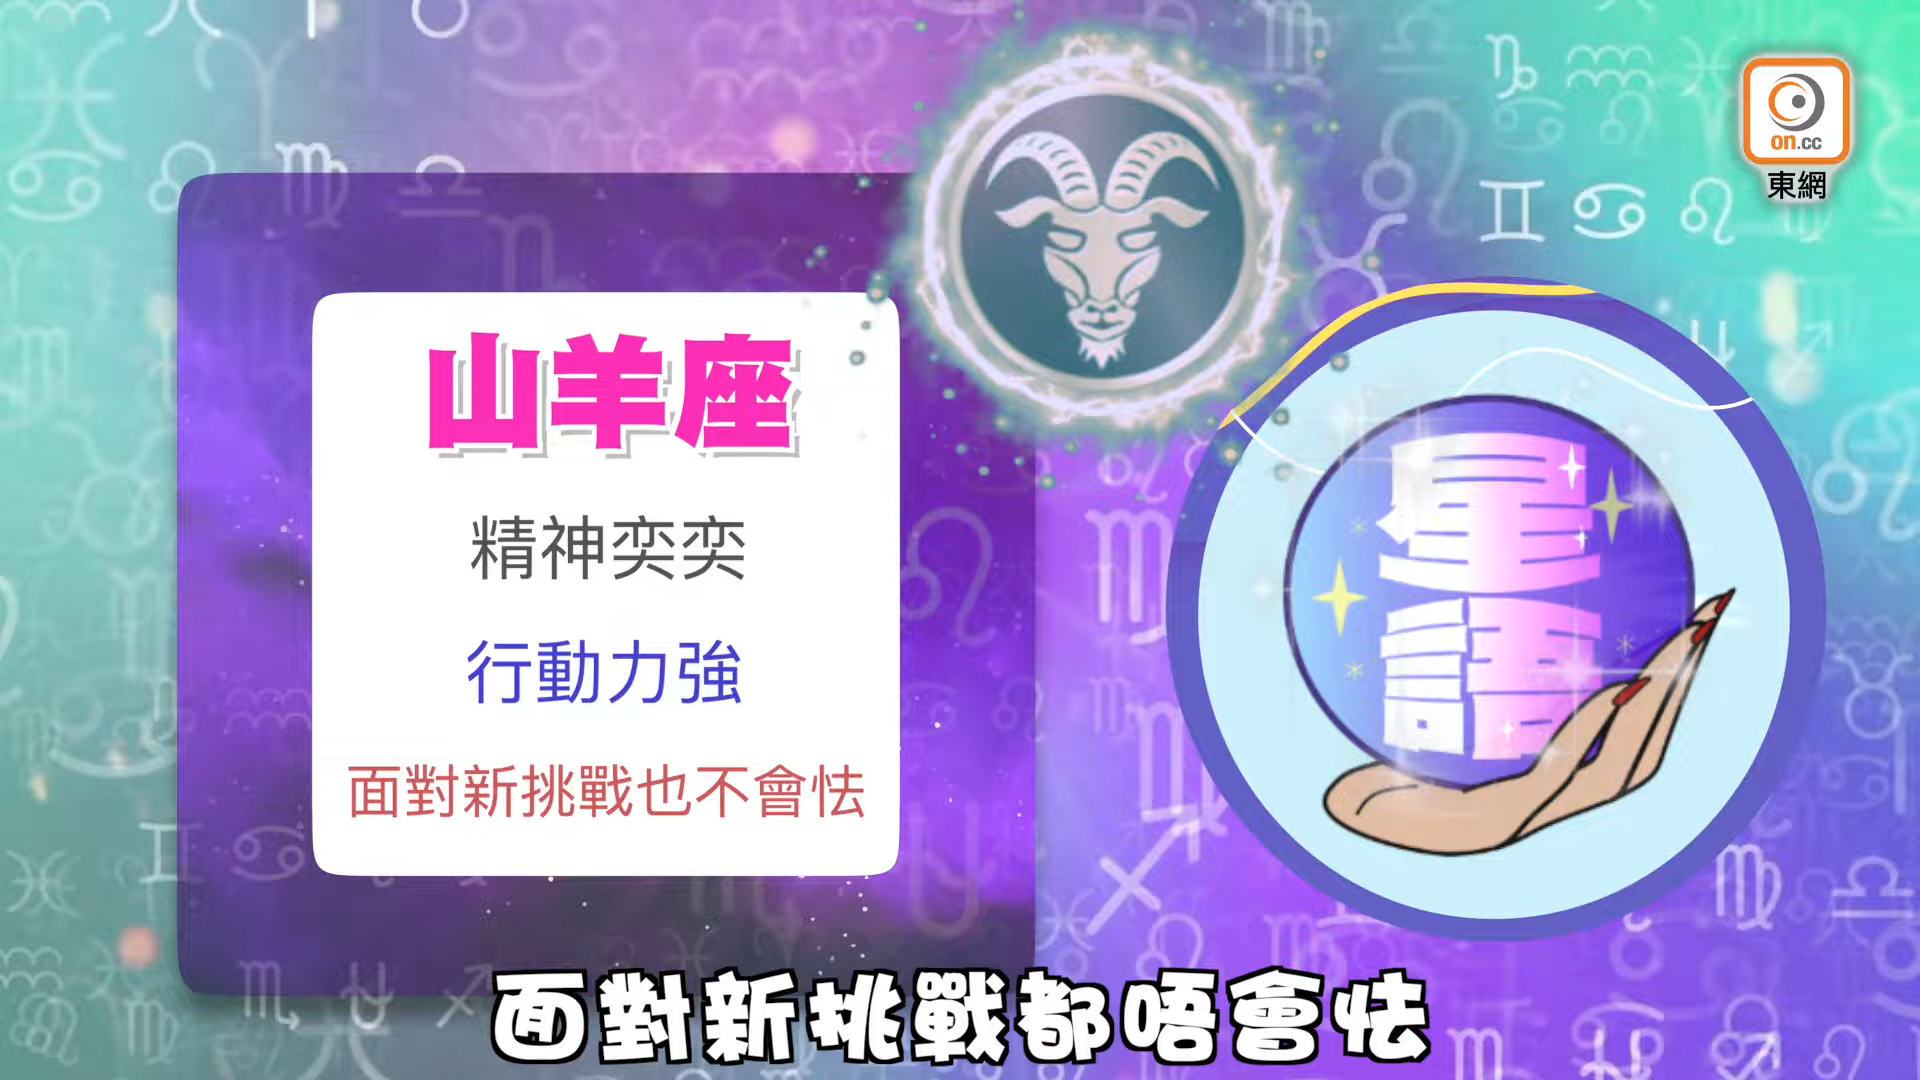 on.cc
東網
山羊座
精神奕奕
行動力強
面對新挑戰也不會怯
星語
面對新挑戰都唔會怯